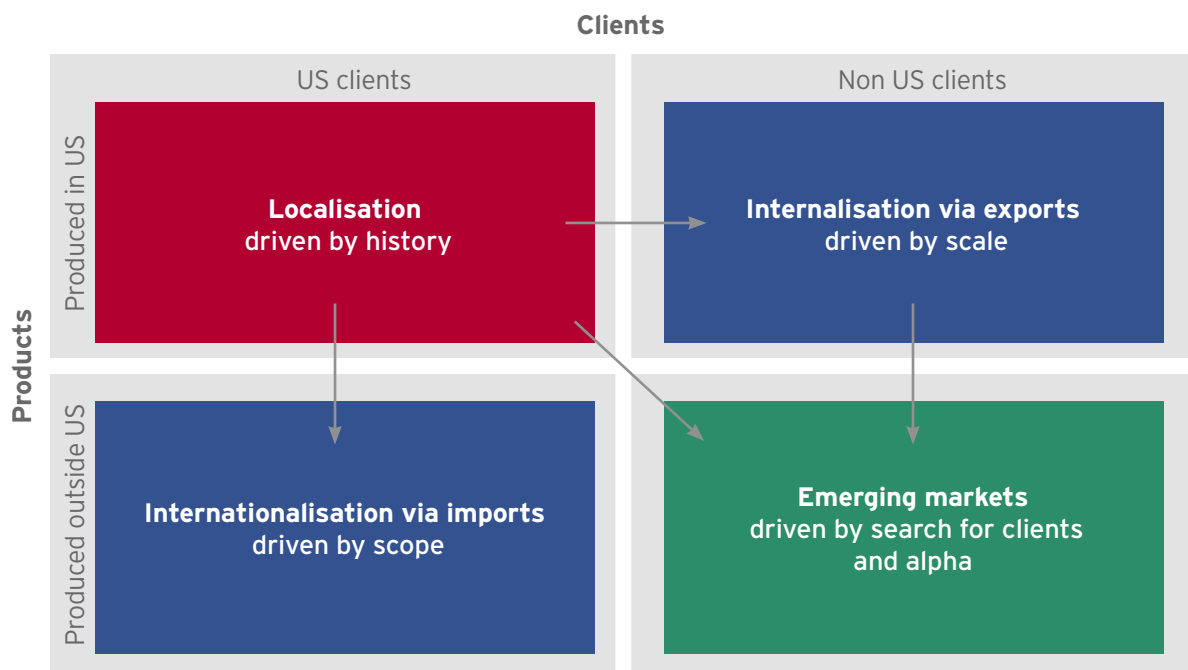 Clients
US clients
Non US clients
Products
Produced in US
Localisation
driven by history
Internalisation via exports
driven by scale
Produced outside US
Internationalisation via imports
driven by scope
Emerging markets
driven by search for clients
and alpha